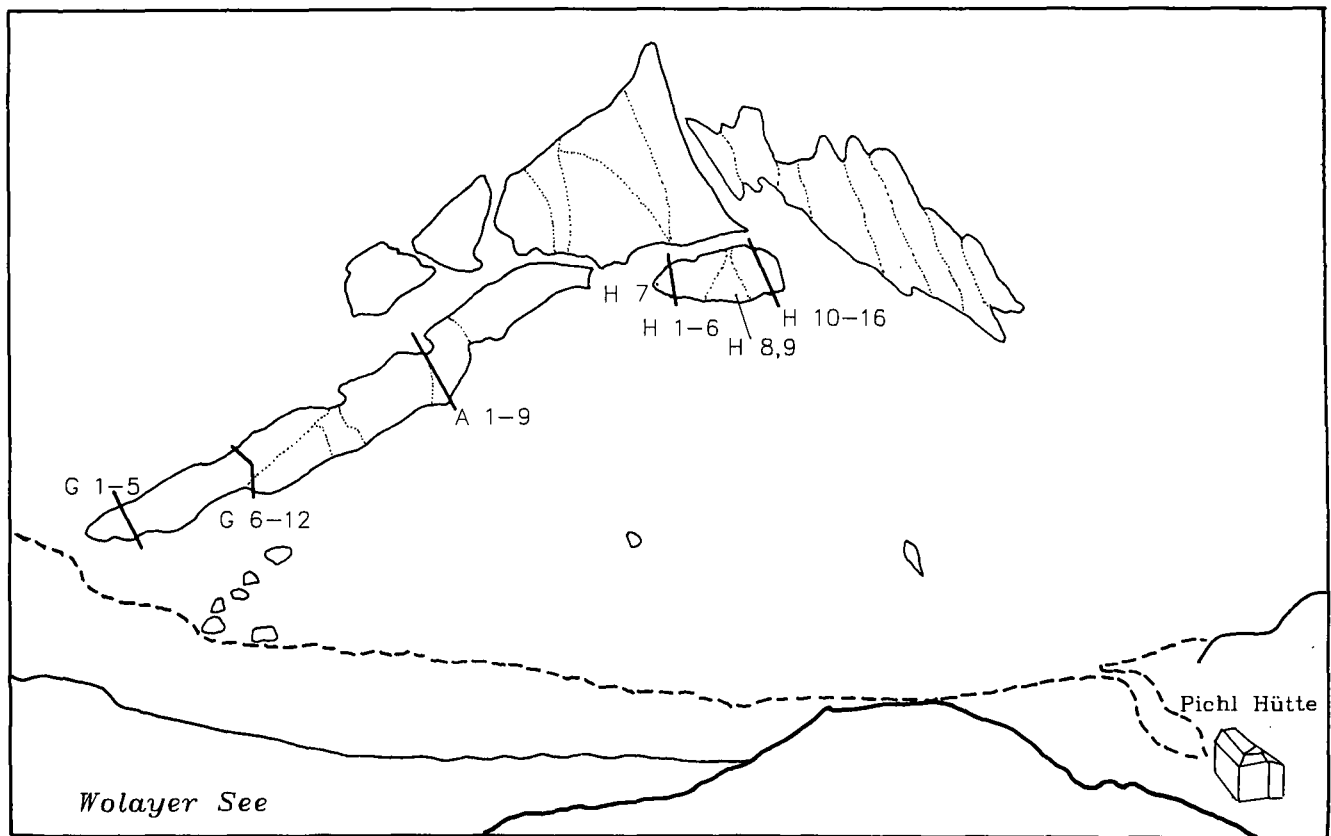 H 7
H 1-6
H 10-16
H 8,9
A 1-9
G 1-5
G 6-12
Pichl Hütte
Wolayer See